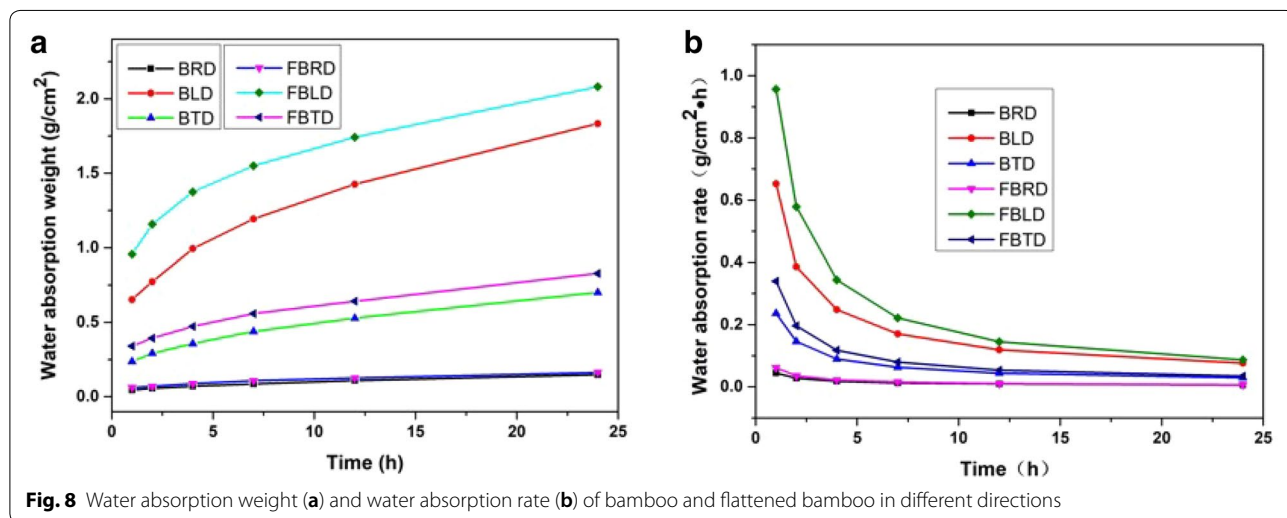 a
BRD
BLD
BTD
FBRD
FBLD
FBTD
Water absorption weight (g/cm²)
2.0
1.5
1.0
0.5
0.0
0
5
10
15
20
25
Time (h)
b
BRD
BLD
BTD
FBRD
FBLD
FBTD
Water absorption rate（g/cm²•h）
1.0
0.8
0.6
0.4
0.2
0.0
0
5
10
15
20
25
Time（h）
Fig. 8 Water absorption weight (a) and water absorption rate (b) of bamboo and flattened bamboo in different directions